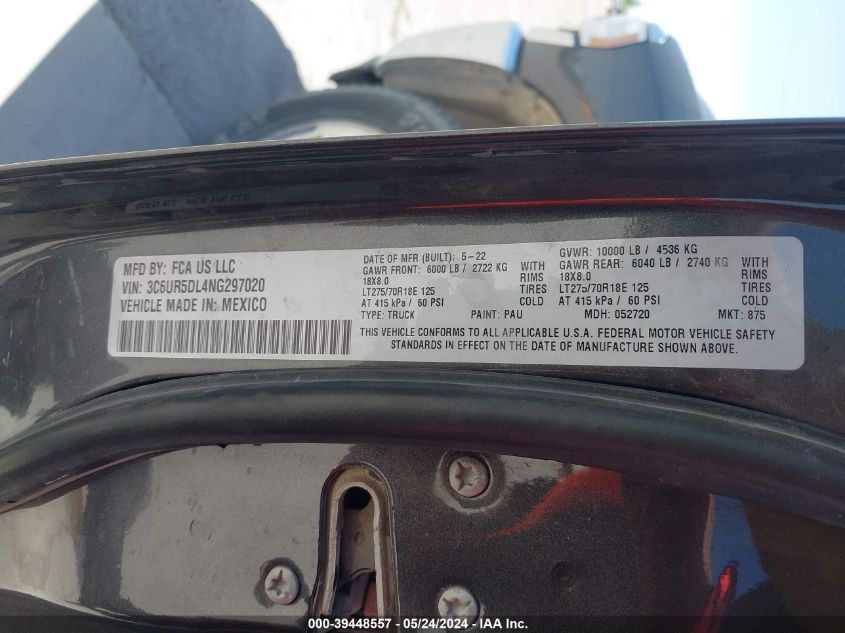 MFD BY: FCA US LLC
VIN: 3C6UR5DL4NG297020
VEHICLE MADE IN: MEXICO
DATE OF MFR (BUILT): 5-22
GAWR FRONT: 6000 LB / 2722 KG WITH
18X8.0 RIMS
LT275/70R18E 125 TIRES
AT 415 kPa / 60 PSI COLD
TYPE: TRUCK PAINT: PAU
GVWR: 10000 LB / 4536 KG
GAWR REAR: 6040 LB / 2740 KG WITH
18X8.0 RIMS
LT275/70R18E 125 TIRES
AT 415 kPa / 60 PSI COLD
MDH: 052720 MKT: 875
THIS VEHICLE CONFORMS TO ALL APPLICABLE U.S.A. FEDERAL MOTOR VEHICLE SAFETY
STANDARDS IN EFFECT ON THE DATE OF MANUFACTURE SHOWN ABOVE.
000-39448557 - 05/24/2024 - IAAI.com